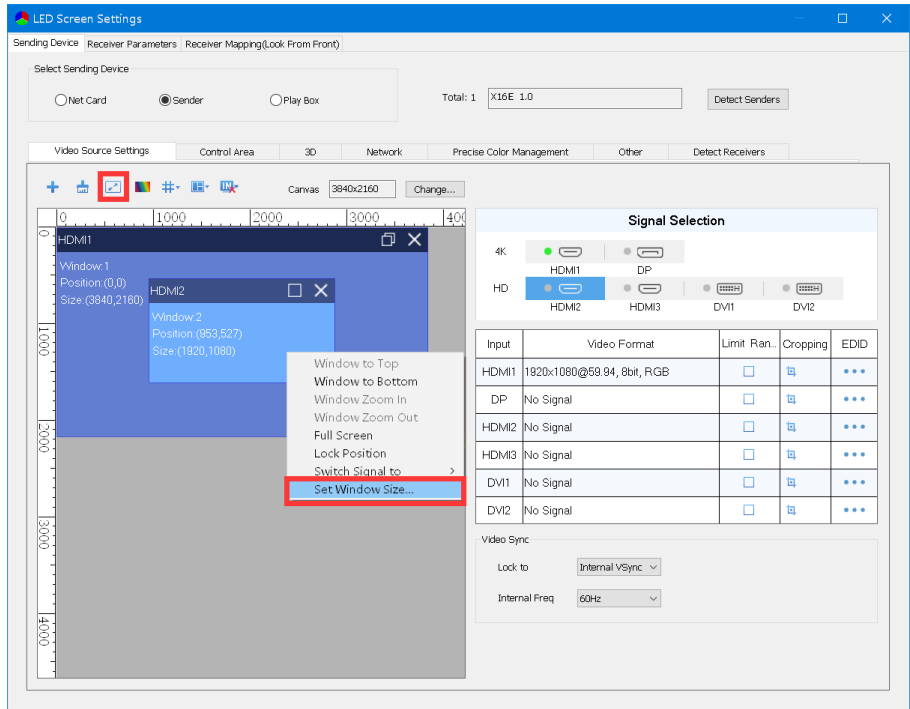 LED Screen Settings
Sending Device Receiver Parameters Receiver Mapping(Look From Front)
Select Sending Device
Net Card Sender Play Box
Total: 1 X16E 1.0 Detect Senders
Video Source Settings Control Area 3D Network Precise Color Management Other Detect Receivers
Canvas 3840x2160 Change...
0 1000 2000 3000 400
1000
2000
3000
4000
HDMI1
Window:1
Position:(0,0)
Size:(3840,2160)
HDMI2
Window:2
Position:(953,527)
Size:(1920,1080)
Window to Top
Window to Bottom
Window Zoom In
Window Zoom Out
Full Screen
Lock Position
Switch Signal to >
Set Window Size...
Signal Selection
4K HDMI1 DP
HD HDMI2 HDMI3 DVI1 DVI2
Input Video Format Limit Ran... Cropping EDID
HDMI1 1920x1080@59.94, 8bit, RGB
DP No Signal
HDMI2 No Signal
HDMI3 No Signal
DVI1 No Signal
DVI2 No Signal
Video Sync
Lock to Internal VSync
Internal Freq 60Hz